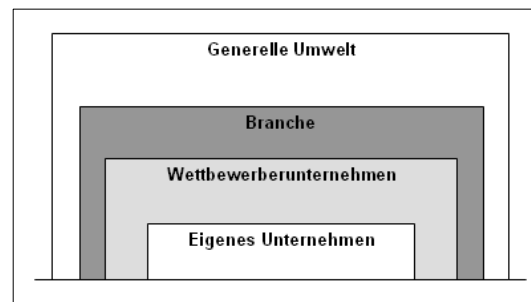 Generelle Umwelt
Branche
Wettbewerberunternehmen
Eigenes Unternehmen